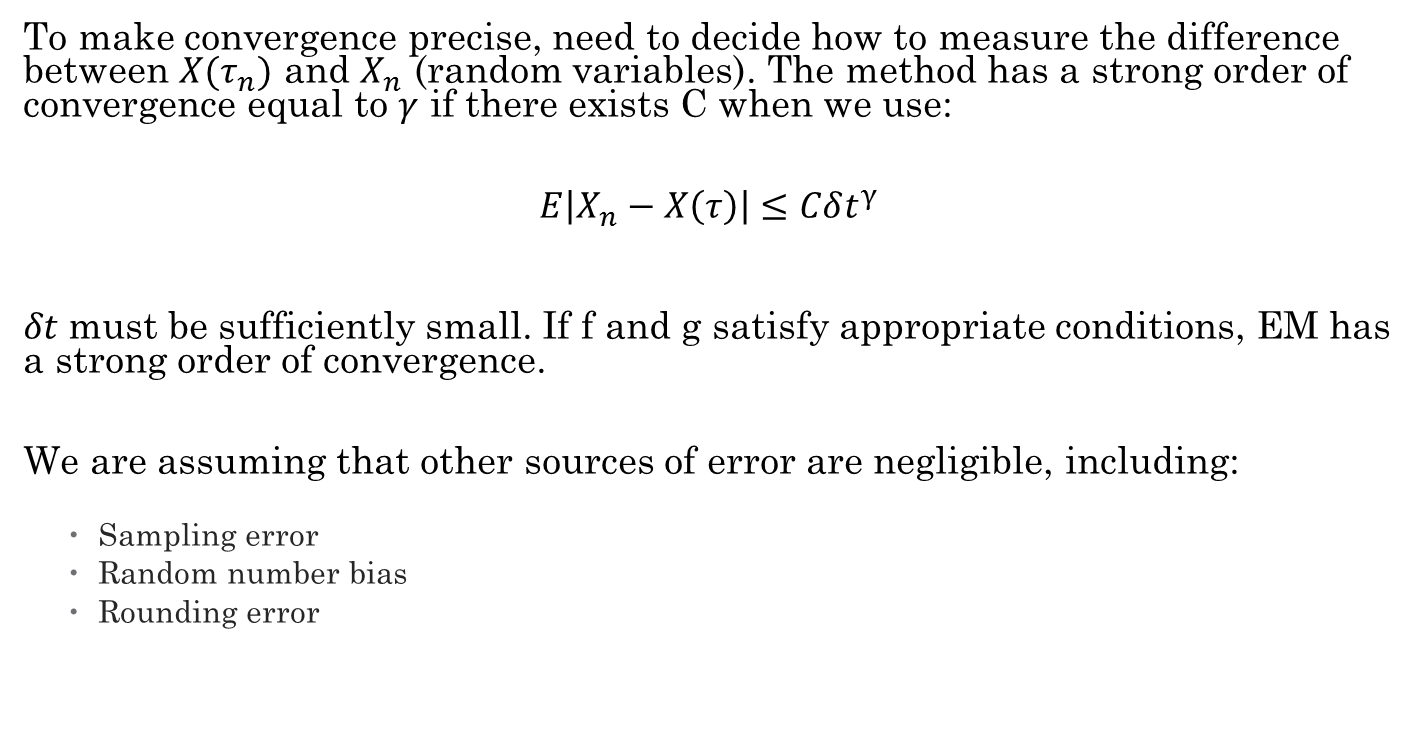 To make convergence precise, need to decide how to measure the difference
between X(τₙ) and Xₙ (random variables). The method has a strong order of
convergence equal to γ if there exists C when we use:
E|Xₙ − X(τ)| ≤ Cδt^γ
δt must be sufficiently small. If f and g satisfy appropriate conditions, EM has
a strong order of convergence.
We are assuming that other sources of error are negligible, including:
• Sampling error
• Random number bias
• Rounding error